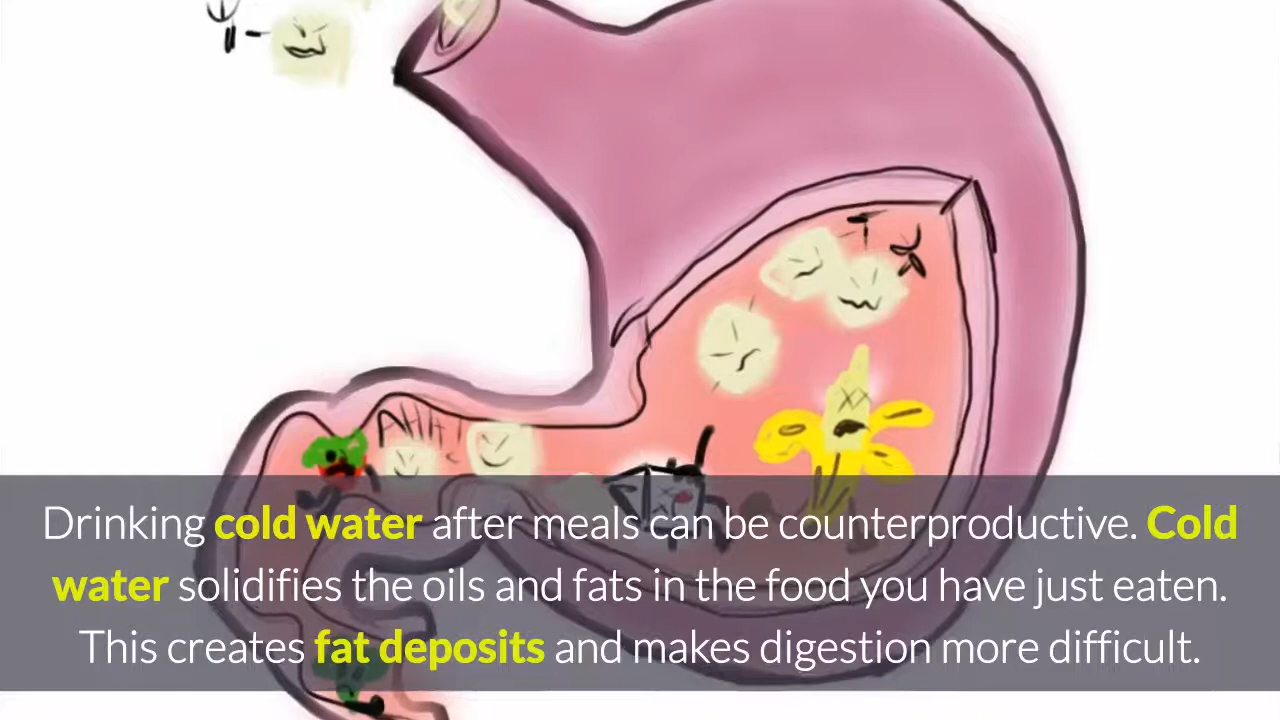 AHH!
Drinking cold water after meals can be counterproductive. Cold
water solidifies the oils and fats in the food you have just eaten.
This creates fat deposits and makes digestion more difficult.